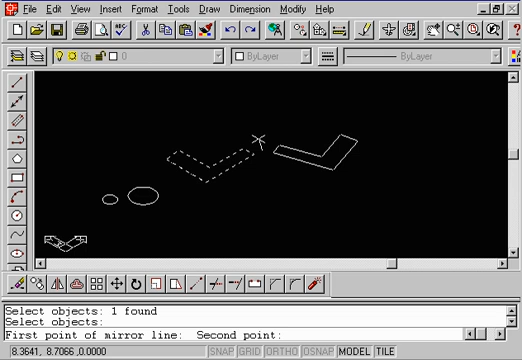 File Edit View Insert Format Tools Draw Dimension Modify Help
ABC
0 ByLayer ByLayer
Select objects: 1 found
Select objects:
First point of mirror line:  Second point:
8.3641, 8.7066 ,0.0000 SNAP GRID ORTHO OSNAP MODEL TILE